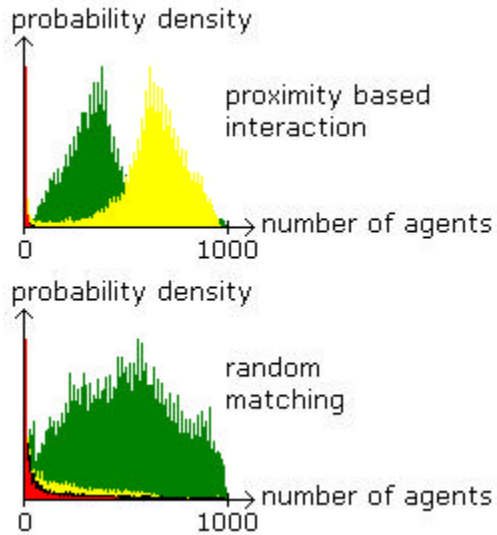 probability density
proximity based
interaction
number of agents
0 1000
probability density
random
matching
number of agents
0 1000